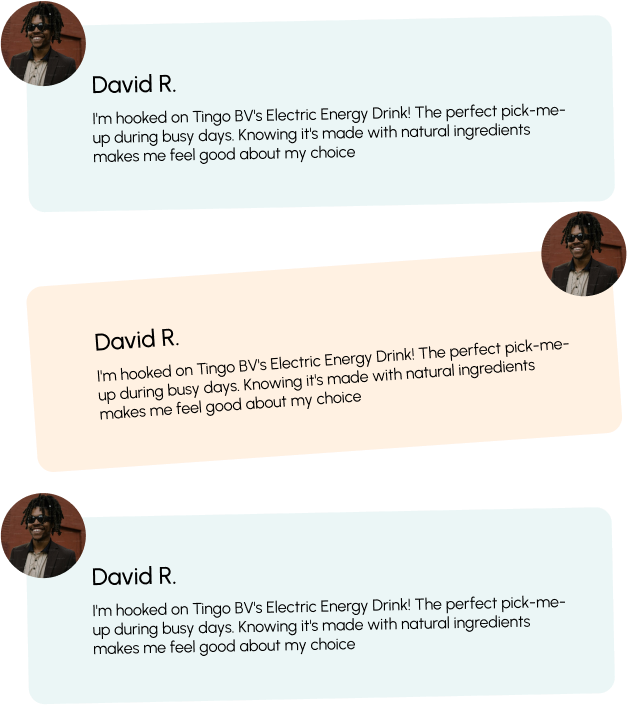 David R.
I'm hooked on Tingo BV's Electric Energy Drink! The perfect pick-me-
up during busy days. Knowing it's made with natural ingredients
makes me feel good about my choice
David R.
I'm hooked on Tingo BV's Electric Energy Drink! The perfect pick-me-
up during busy days. Knowing it's made with natural ingredients
makes me feel good about my choice
David R.
I'm hooked on Tingo BV's Electric Energy Drink! The perfect pick-me-
up during busy days. Knowing it's made with natural ingredients
makes me feel good about my choice